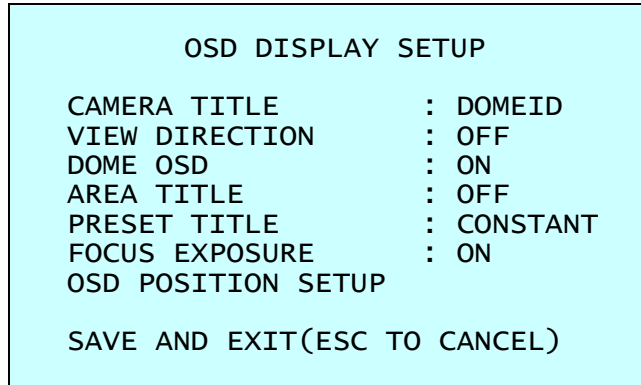 OSD DISPLAY SETUP
CAMERA TITLE : DOMEID
VIEW DIRECTION : OFF
DOME OSD : ON
AREA TITLE : OFF
PRESET TITLE : CONSTANT
FOCUS EXPOSURE : ON
OSD POSITION SETUP
SAVE AND EXIT(ESC TO CANCEL)